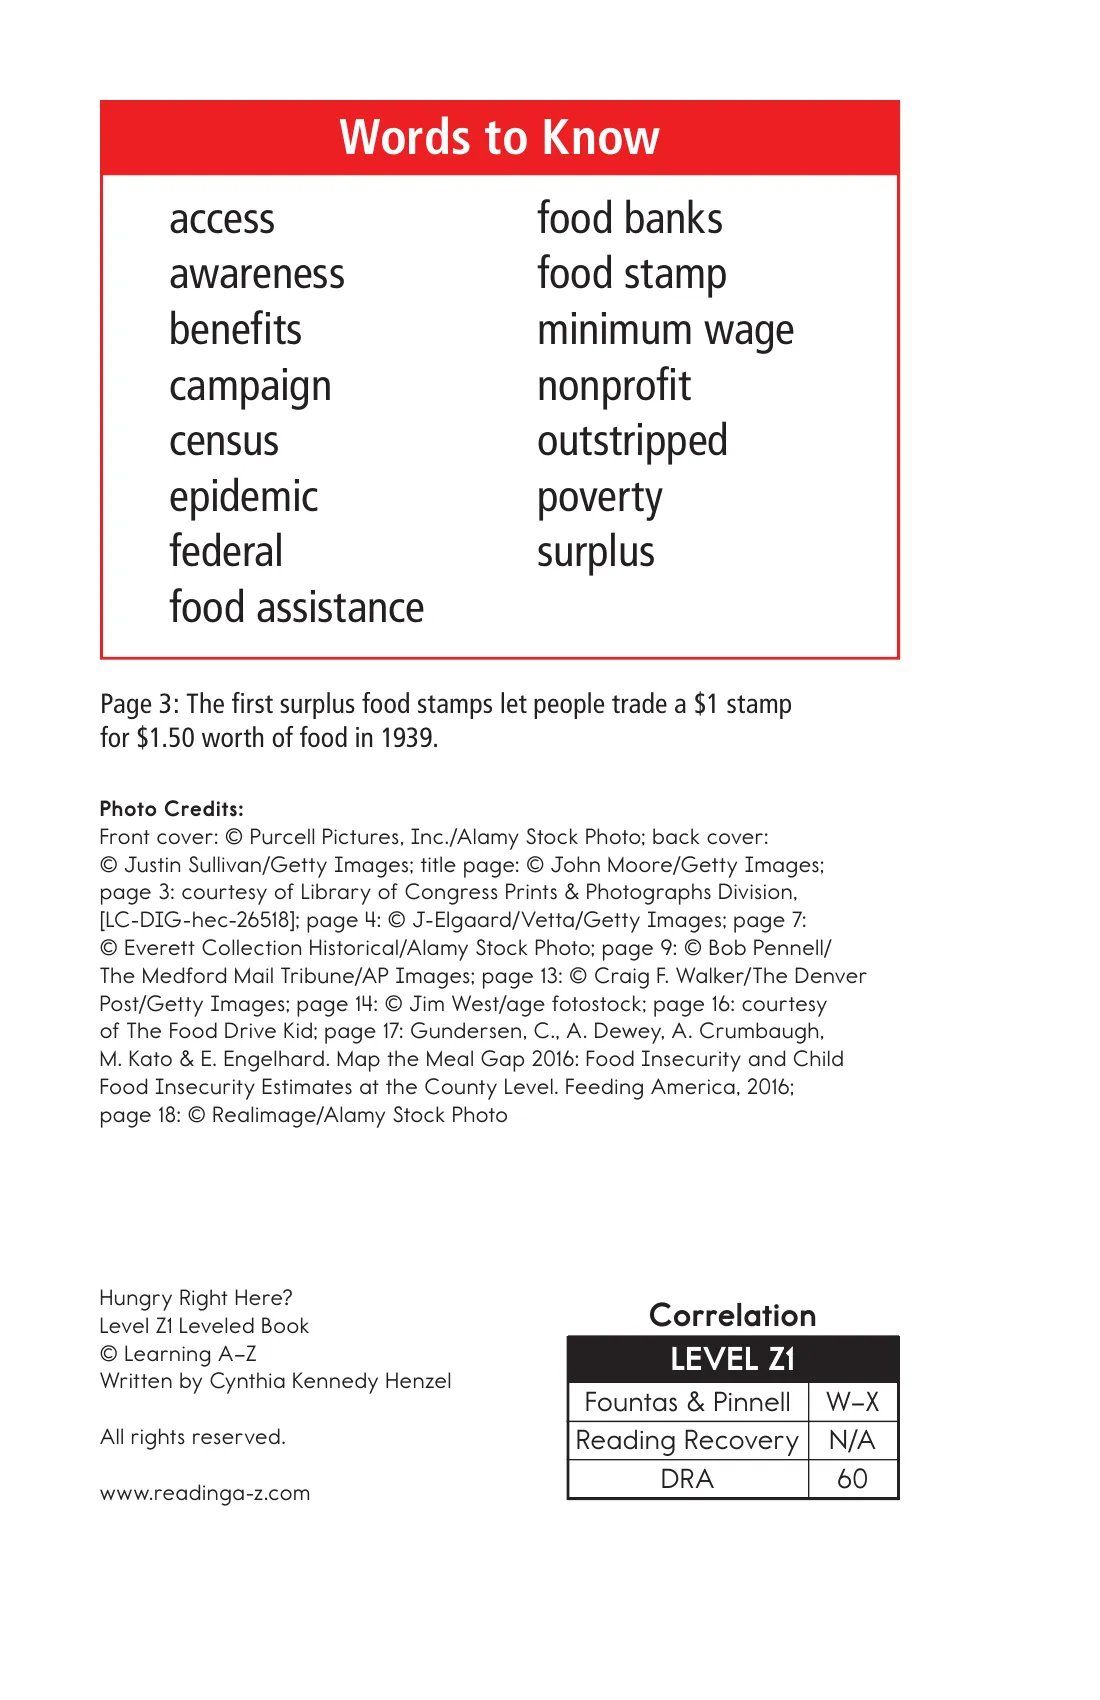 Words to Know
access
awareness
benefits
campaign
census
epidemic
federal
food assistance
food banks
food stamp
minimum wage
nonprofit
outstripped
poverty
surplus
Page 3: The first surplus food stamps let people trade a $1 stamp
for $1.50 worth of food in 1939.
Photo Credits:
Front cover: © Purcell Pictures, Inc./Alamy Stock Photo; back cover:
© Justin Sullivan/Getty Images; title page: © John Moore/Getty Images;
page 3: courtesy of Library of Congress Prints & Photographs Division,
[LC-DIG-hec-26518]; page 4: © J-Elgaard/Vetta/Getty Images; page 7:
© Everett Collection Historical/Alamy Stock Photo; page 9: © Bob Pennell/
The Medford Mail Tribune/AP Images; page 13: © Craig F. Walker/The Denver
Post/Getty Images; page 14: © Jim West/age fotostock; page 16: courtesy
of The Food Drive Kid; page 17: Gundersen, C., A. Dewey, A. Crumbaugh,
M. Kato & E. Engelhard. Map the Meal Gap 2016: Food Insecurity and Child
Food Insecurity Estimates at the County Level. Feeding America, 2016;
page 18: © Realimage/Alamy Stock Photo
Hungry Right Here?
Level Z1 Leveled Book
© Learning A–Z
Written by Cynthia Kennedy Henzel
All rights reserved.
www.readinga-z.com
Correlation
LEVEL Z1
Fountas & Pinnell W–X
Reading Recovery N/A
DRA 60